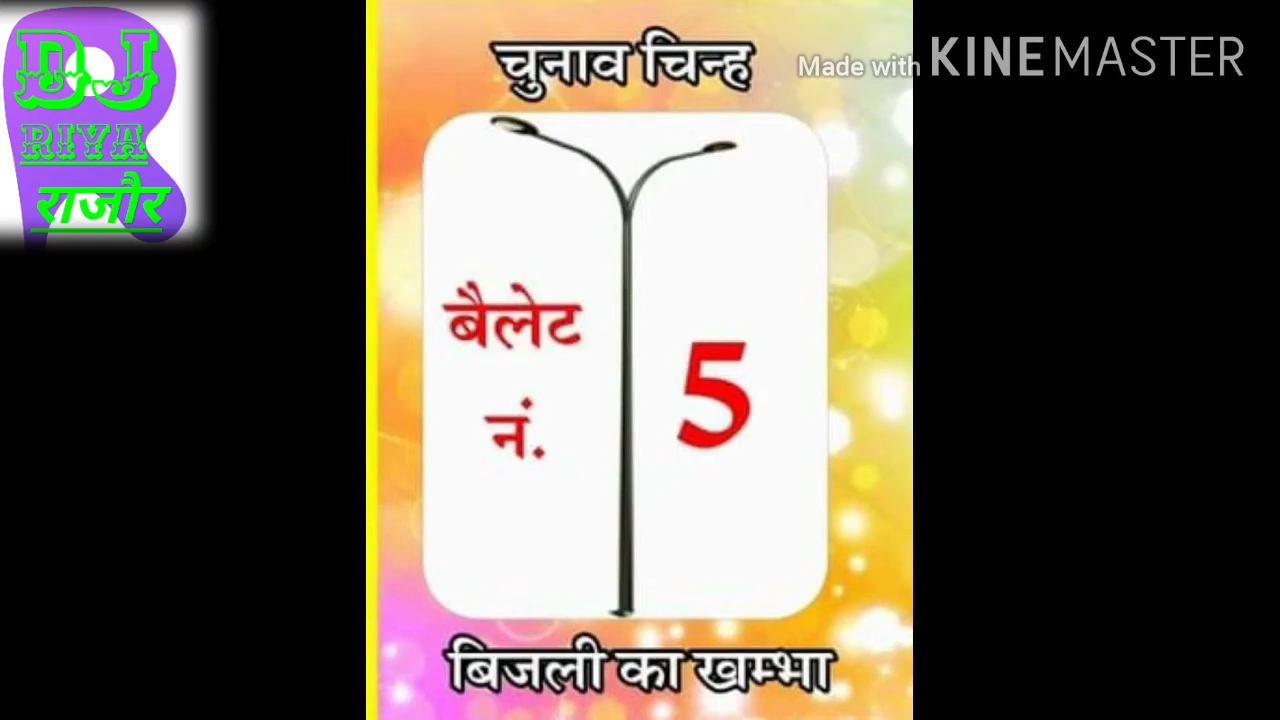 DJ
RIYA
राजौर
चुनाव चिन्ह
Made with KINEMASTER
बैलेट
नं.
5
बिजली का खम्भा